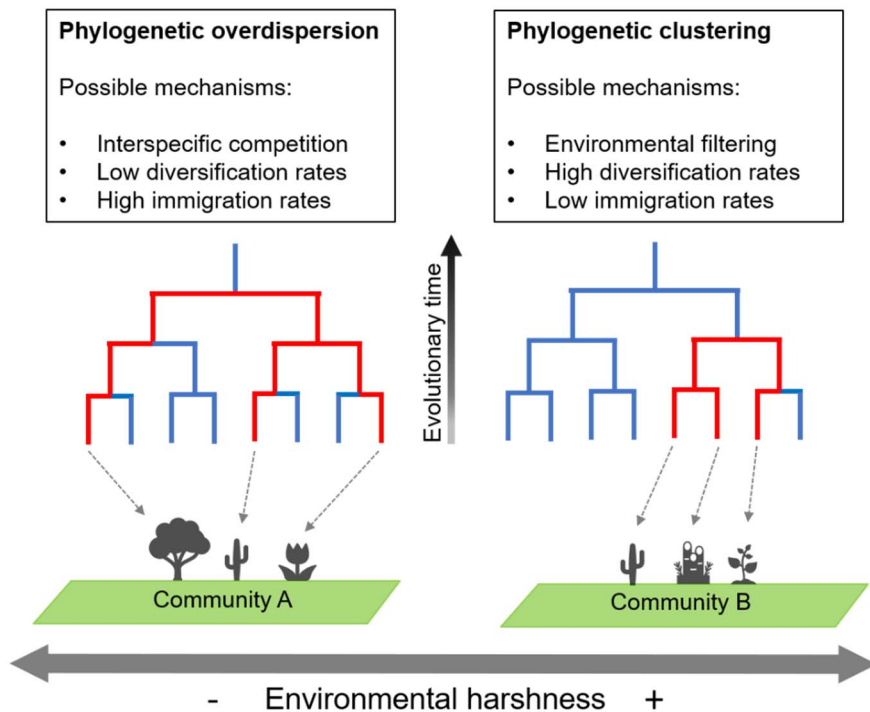 Phylogenetic overdispersion
Possible mechanisms:
• Interspecific competition
• Low diversification rates
• High immigration rates
Phylogenetic clustering
Possible mechanisms:
• Environmental filtering
• High diversification rates
• Low immigration rates
Evolutionary time
Community A
Community B
- Environmental harshness +